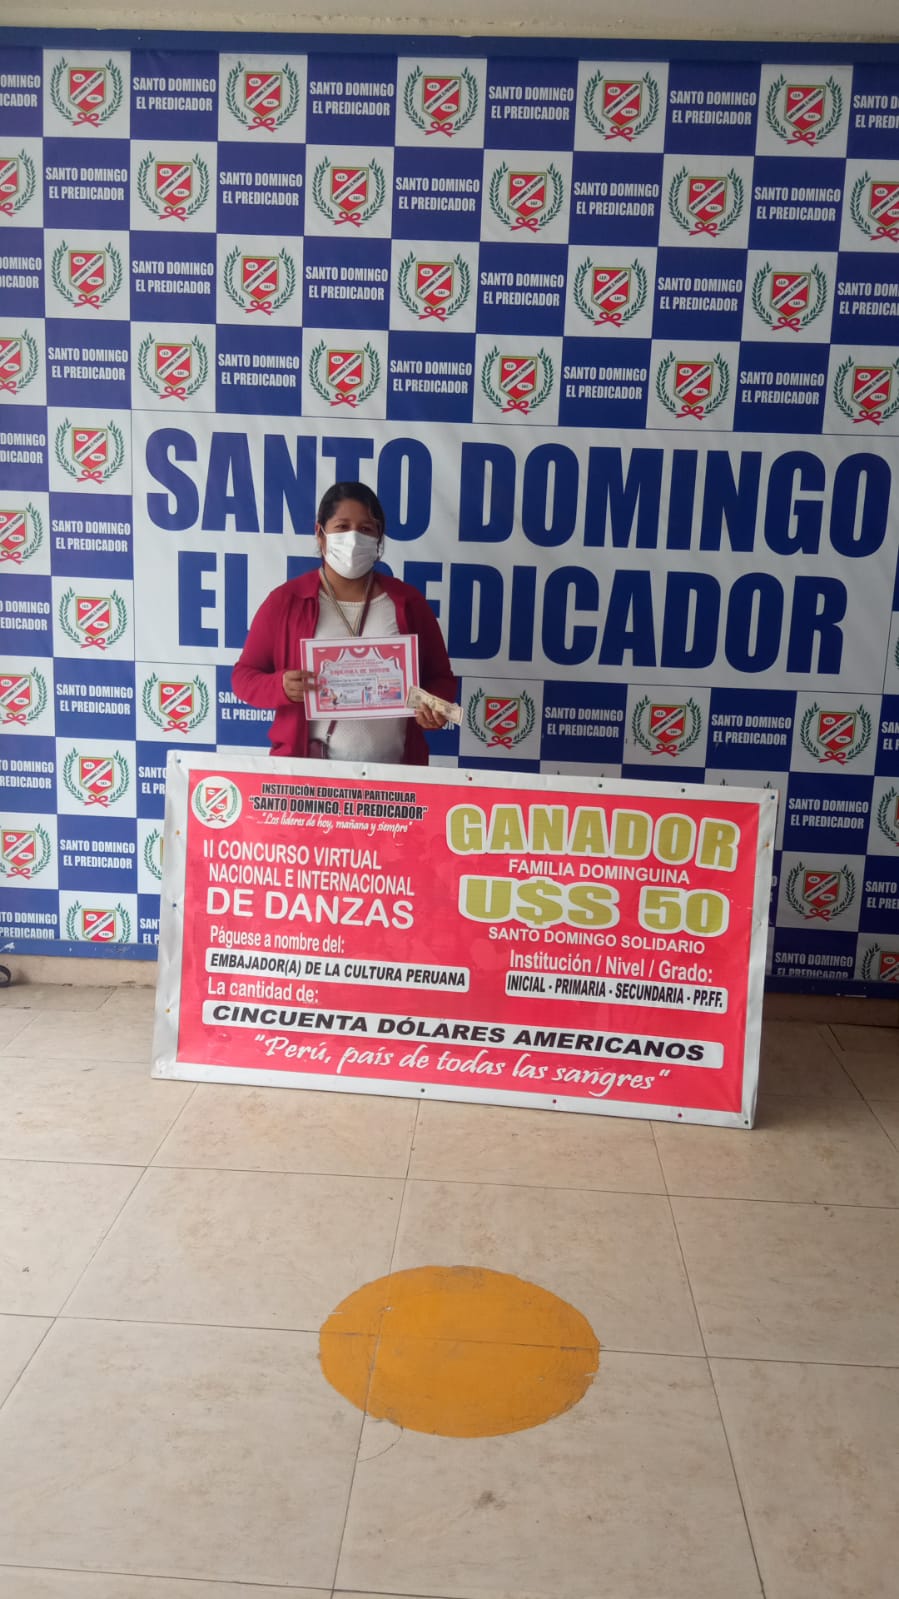 SANTO DOMINGO
EL PREDICADOR
SANTO DOMINGO
EL PREDICADOR
DIPLOMA DE HONOR
INSTITUCIÓN EDUCATIVA PARTICULAR
"SANTO DOMINGO, EL PREDICADOR"
..."Los líderes de hoy, mañana y siempre"
II CONCURSO VIRTUAL
NACIONAL E INTERNACIONAL
DE DANZAS
Páguese a nombre del:
EMBAJADOR(A) DE LA CULTURA PERUANA
La cantidad de:
GANADOR
FAMILIA DOMINGUINA
U$S 50
SANTO DOMINGO SOLIDARIO
Institución / Nivel / Grado:
INICIAL - PRIMARIA - SECUNDARIA - PP.FF.
CINCUENTA DÓLARES AMERICANOS
"Perú, país de todas las sangres"